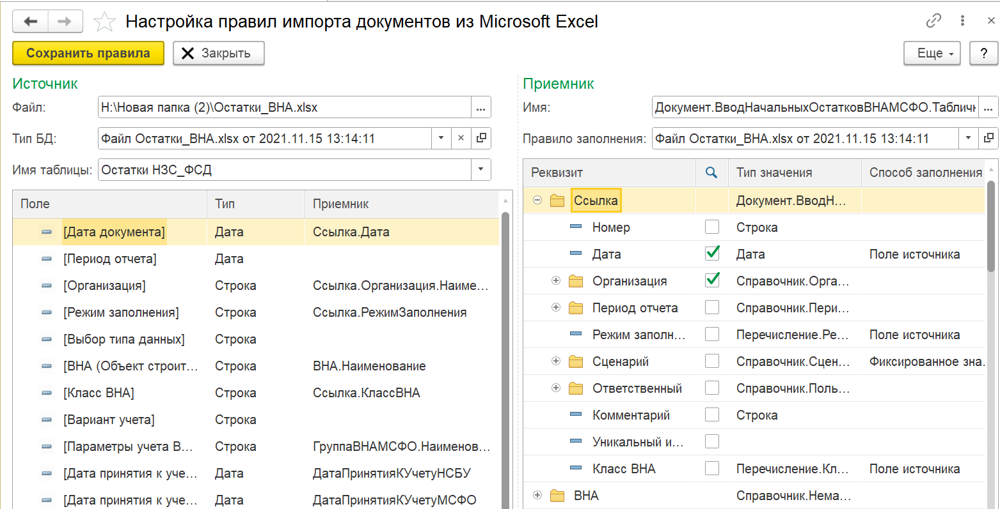 Настройка правил импорта документов из Microsoft Excel
Сохранить правила
Закрыть
Еще
?
Источник
Файл: H:\Новая папка (2)\Остатки_ВНА.xlsx ...
Тип БД: Файл Остатки_ВНА.xlsx от 2021.11.15 13:14:11
Имя таблицы: Остатки НЗС_ФСД
Поле Тип Приемник
[Дата документа] Дата Ссылка.Дата
[Период отчета] Дата
[Организация] Строка Ссылка.Организация.Наиме...
[Режим заполнения] Строка Ссылка.РежимЗаполнения
[Выбор типа данных] Строка
[ВНА (Объект строит... Строка ВНА.Наименование
[Класс ВНА] Строка Ссылка.КлассВНА
[Вариант учета] Строка
[Параметры учета В... Строка ГруппаВНАМСФО.Наименов...
[Дата принятия к уче... Дата ДатаПринятияКУчетуНСБУ
[Дата принятия к уче... Дата ДатаПринятияКУчетуМСФО
Приемник
Имя: Документ.ВводНачальныхОстатковВНАМСФО.Табличн ...
Правило заполнения: Файл Остатки_ВНА.xlsx от 2021.11.15 13:14:11
Реквизит Тип значения Способ заполнения
Ссылка Документ.ВводН...
Номер Строка
Дата Дата Поле источника
Организация Справочник.Орга...
Период отчета Справочник.Пери...
Режим заполн... Перечисление.Ре... Поле источника
Сценарий Справочник.Сцен... Фиксированное зна.
Ответственный Справочник.Поль...
Комментарий Строка
Уникальный и...
Класс ВНА Перечисление.Кл... Поле источника
ВНА Справочник.Нема...